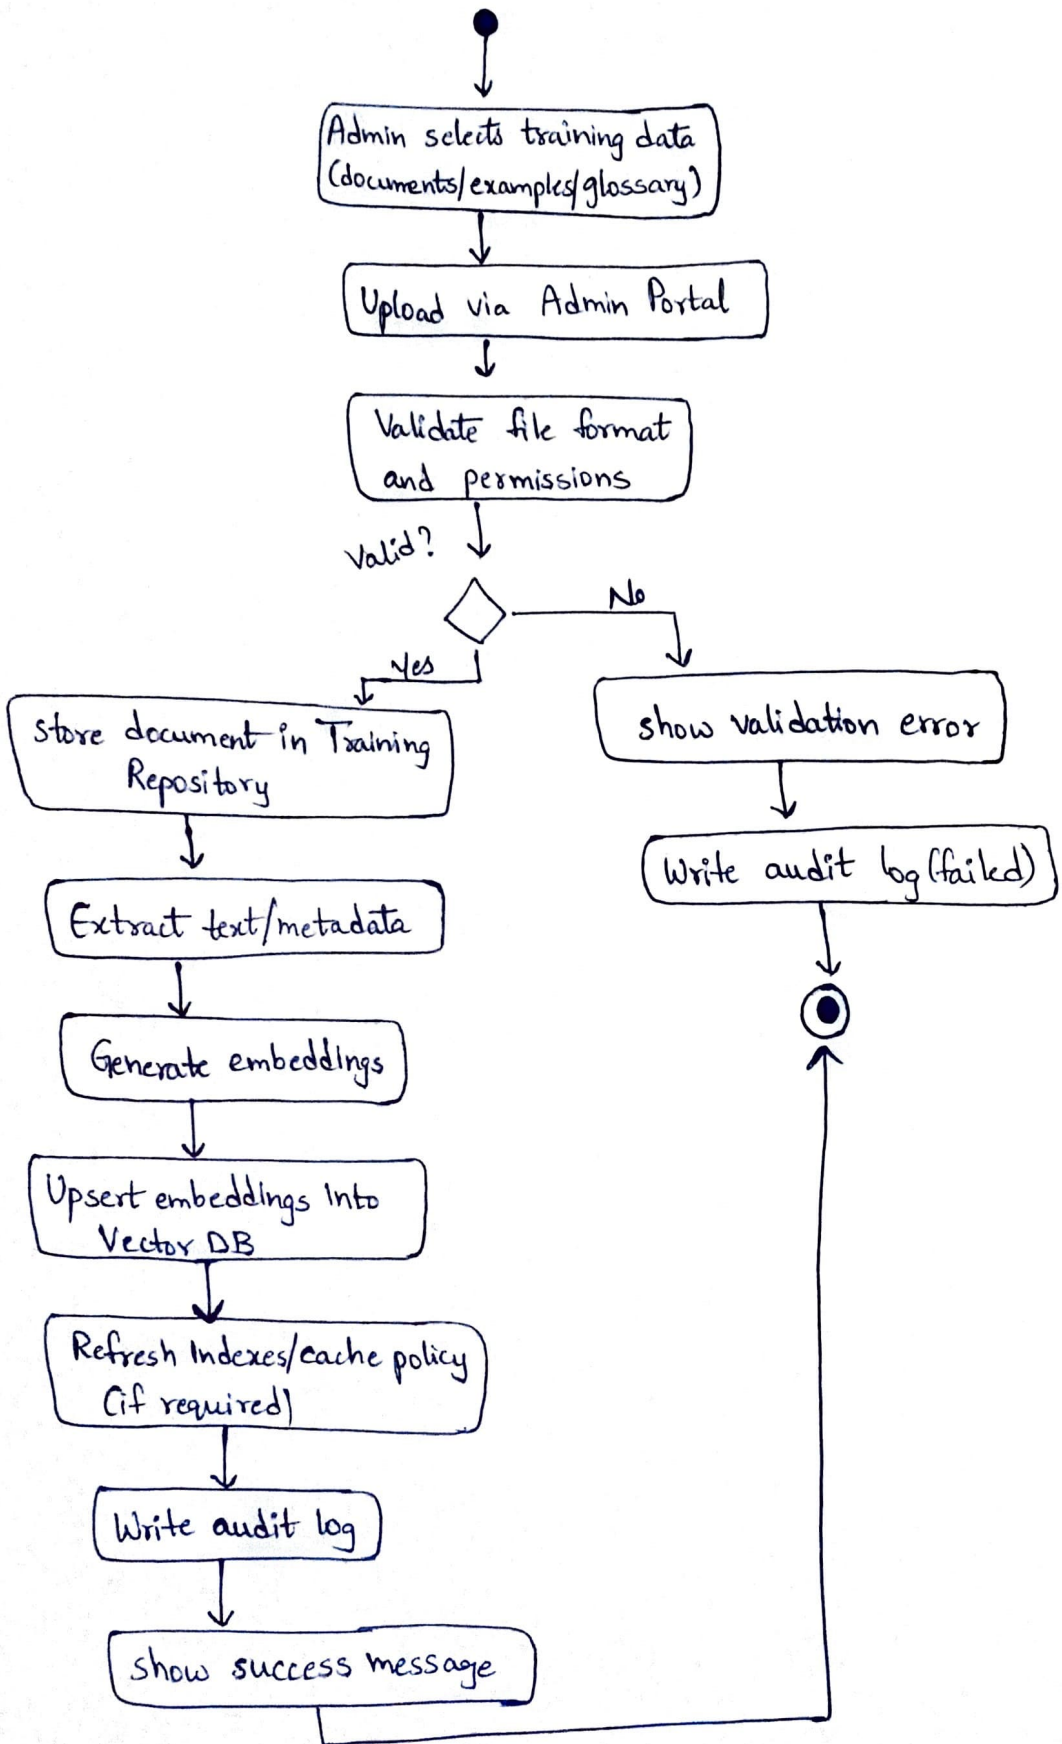 Admin selects training data
(documents/examples/glossary)
Upload via Admin Portal
Validate file format
and permissions
Valid?
No
Yes
store document in Training
Repository
show validation error
Write audit log (failed)
Extract text/metadata
Generate embeddings
Upsert embeddings Into
Vector DB
Refresh Indexes/cache policy
(if required)
Write audit log
show success message